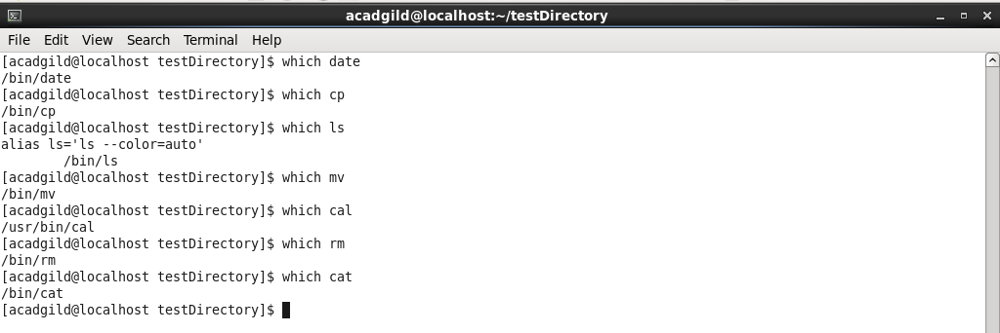 acadgild@localhost:~/testDirectory
File Edit View Search Terminal Help
[acadgild@localhost testDirectory]$ which date
/bin/date
[acadgild@localhost testDirectory]$ which cp
/bin/cp
[acadgild@localhost testDirectory]$ which ls
alias ls='ls --color=auto'
        /bin/ls
[acadgild@localhost testDirectory]$ which mv
/bin/mv
[acadgild@localhost testDirectory]$ which cal
/usr/bin/cal
[acadgild@localhost testDirectory]$ which rm
/bin/rm
[acadgild@localhost testDirectory]$ which cat
/bin/cat
[acadgild@localhost testDirectory]$